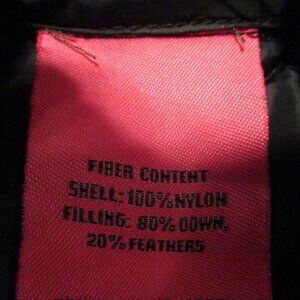 FIBER CONTENT
SHELL: 100% NYLON
FILLING: 80% DOWN,
20% FEATHERS